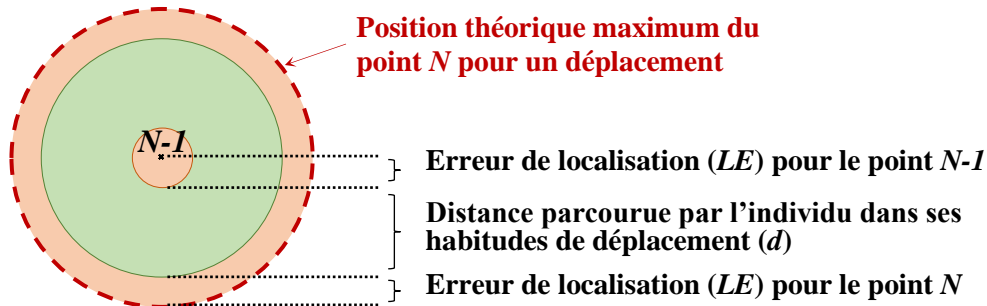 Position théorique maximum du
point N pour un déplacement
N-1
Erreur de localisation (LE) pour le point N-1
Distance parcourue par l’individu dans ses
habitudes de déplacement (d)
Erreur de localisation (LE) pour le point N